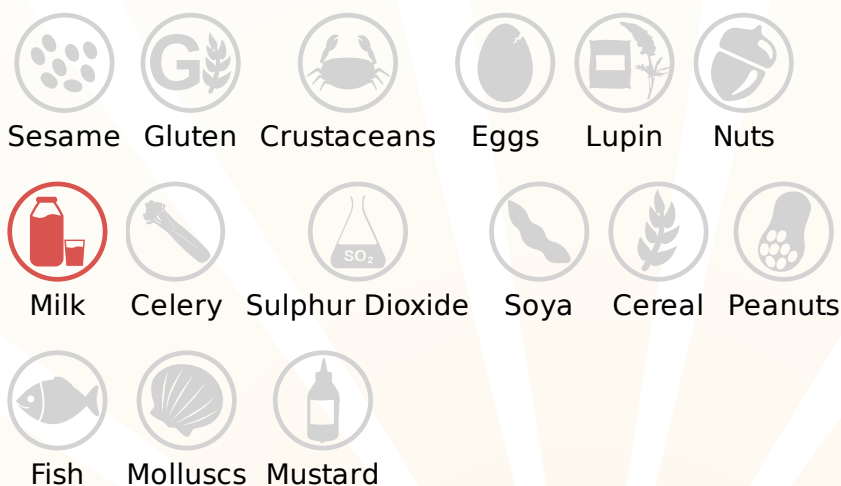 G
Sesame Gluten Crustaceans Eggs Lupin Nuts
SO₂
Milk Celery Sulphur Dioxide Soya Cereal Peanuts
Fish Molluscs Mustard